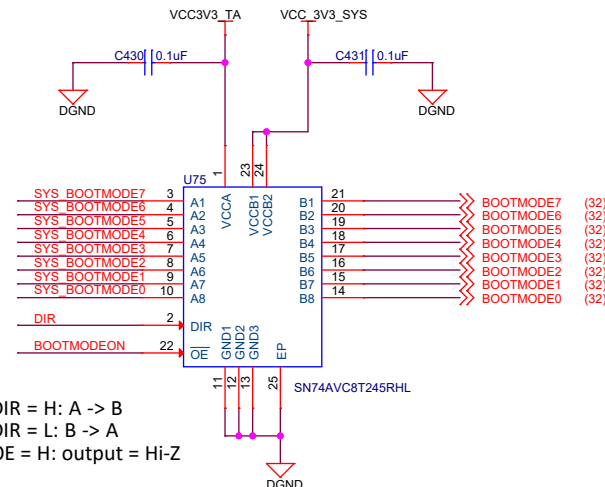 VCC3V3_TA
VCC_3V3_SYS
C430 0.1uF
C431 0.1uF
DGND
DGND
1
23
24
U75
VCCA
VCCB1
VCCB2
SYS_BOOTMODE7 3 A1 B1 21 BOOTMODE7 (32)
SYS_BOOTMODE6 4 A2 B2 20 BOOTMODE6 (32)
SYS_BOOTMODE5 5 A3 B3 19 BOOTMODE5 (32)
SYS_BOOTMODE4 6 A4 B4 18 BOOTMODE4 (32)
SYS_BOOTMODE3 7 A5 B5 17 BOOTMODE3 (32)
SYS_BOOTMODE2 8 A6 B6 16 BOOTMODE2 (32)
SYS_BOOTMODE1 9 A7 B7 15 BOOTMODE1 (32)
SYS_BOOTMODE0 10 A8 B8 14 BOOTMODE0 (32)
DIR 2 DIR
BOOTMODEON 22 OE
GND1
GND2
GND3
EP
11
12
13
25
SN74AVC8T245RHL
DIR = H: A -> B
DIR = L: B -> A
OE = H: output = Hi-Z
DGND